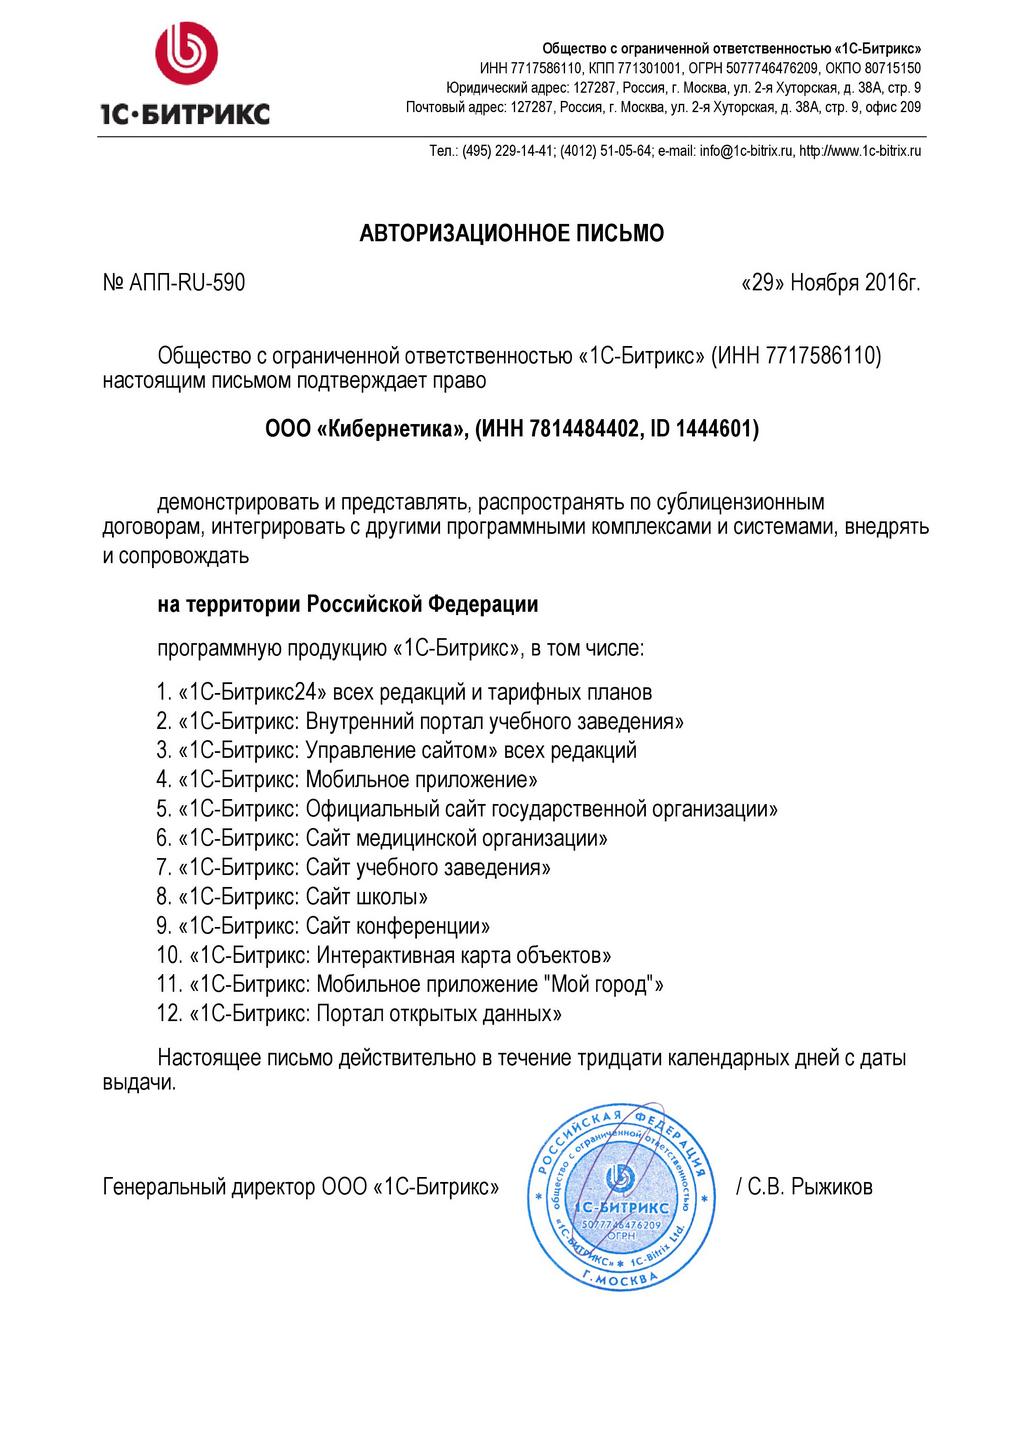 1С·БИТРИКС
Общество с ограниченной ответственностью «1С-Битрикс»
ИНН 7717586110, КПП 771301001, ОГРН 5077746476209, ОКПО 80715150
Юридический адрес: 127287, Россия, г. Москва, ул. 2-я Хуторская, д. 38А, стр. 9
Почтовый адрес: 127287, Россия, г. Москва, ул. 2-я Хуторская, д. 38А, стр. 9, офис 209
Тел.: (495) 229-14-41; (4012) 51-05-64; e-mail: info@1c-bitrix.ru, http://www.1c-bitrix.ru
АВТОРИЗАЦИОННОЕ ПИСЬМО
№ АПП-RU-590 «29» Ноября 2016г.
Общество с ограниченной ответственностью «1С-Битрикс» (ИНН 7717586110)
настоящим письмом подтверждает право
ООО «Кибернетика», (ИНН 7814484402, ID 1444601)
демонстрировать и представлять, распространять по сублицензионным
договорам, интегрировать с другими программными комплексами и системами, внедрять
и сопровождать
на территории Российской Федерации
программную продукцию «1С-Битрикс», в том числе:
1. «1С-Битрикс24» всех редакций и тарифных планов
2. «1С-Битрикс: Внутренний портал учебного заведения»
3. «1С-Битрикс: Управление сайтом» всех редакций
4. «1С-Битрикс: Мобильное приложение»
5. «1С-Битрикс: Официальный сайт государственной организации»
6. «1С-Битрикс: Сайт медицинской организации»
7. «1С-Битрикс: Сайт учебного заведения»
8. «1С-Битрикс: Сайт школы»
9. «1С-Битрикс: Сайт конференции»
10. «1С-Битрикс: Интерактивная карта объектов»
11. «1С-Битрикс: Мобильное приложение "Мой город"»
12. «1С-Битрикс: Портал открытых данных»
Настоящее письмо действительно в течение тридцати календарных дней с даты
выдачи.
Генеральный директор ООО «1С-Битрикс» / С.В. Рыжиков
* РОССИЙСКАЯ ФЕДЕРАЦИЯ *
г. МОСКВА
общество с ограниченной ответственностью
«1С-БИТРИКС» * 1C-Bitrix Ltd.
1С-БИТРИКС
5077746476209
ОГРН